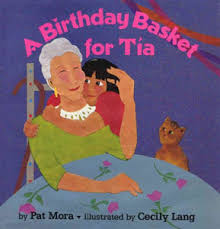 A Birthday Basket
for Tía
by Pat Mora • illustrated by Cecily Lang